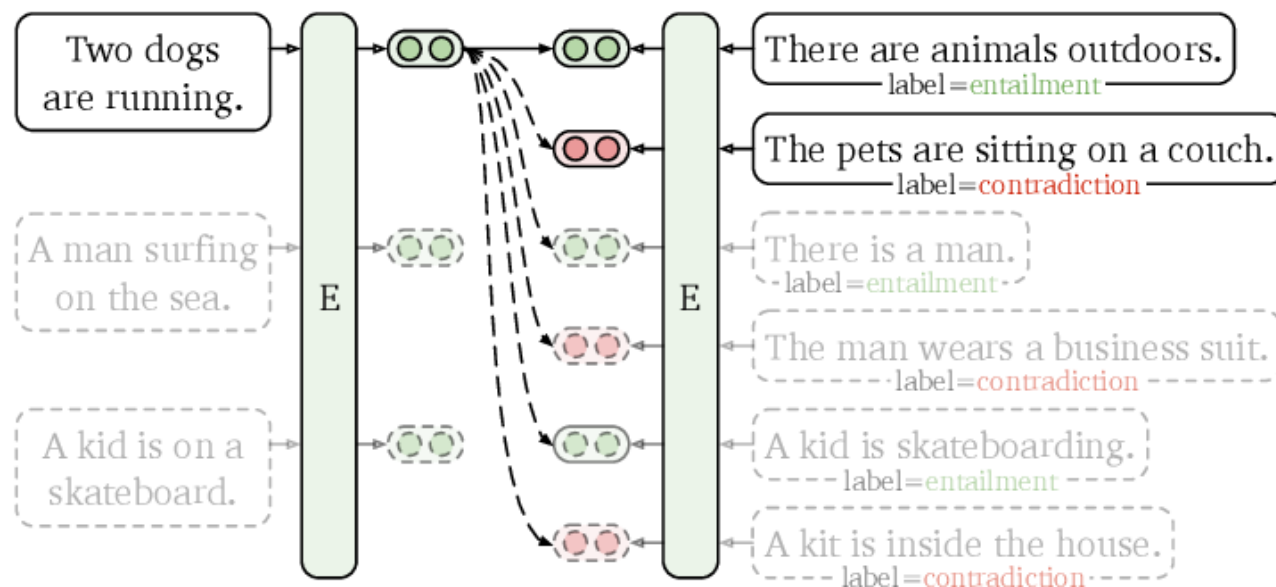 Two dogs
are running.
E
There are animals outdoors.
label=entailment
The pets are sitting on a couch.
label=contradiction
A man surfing
on the sea.
E
There is a man.
label=entailment
The man wears a business suit.
label=contradiction
A kid is on a
skateboard.
A kid is skateboarding.
label=entailment
A kit is inside the house.
label=contradiction